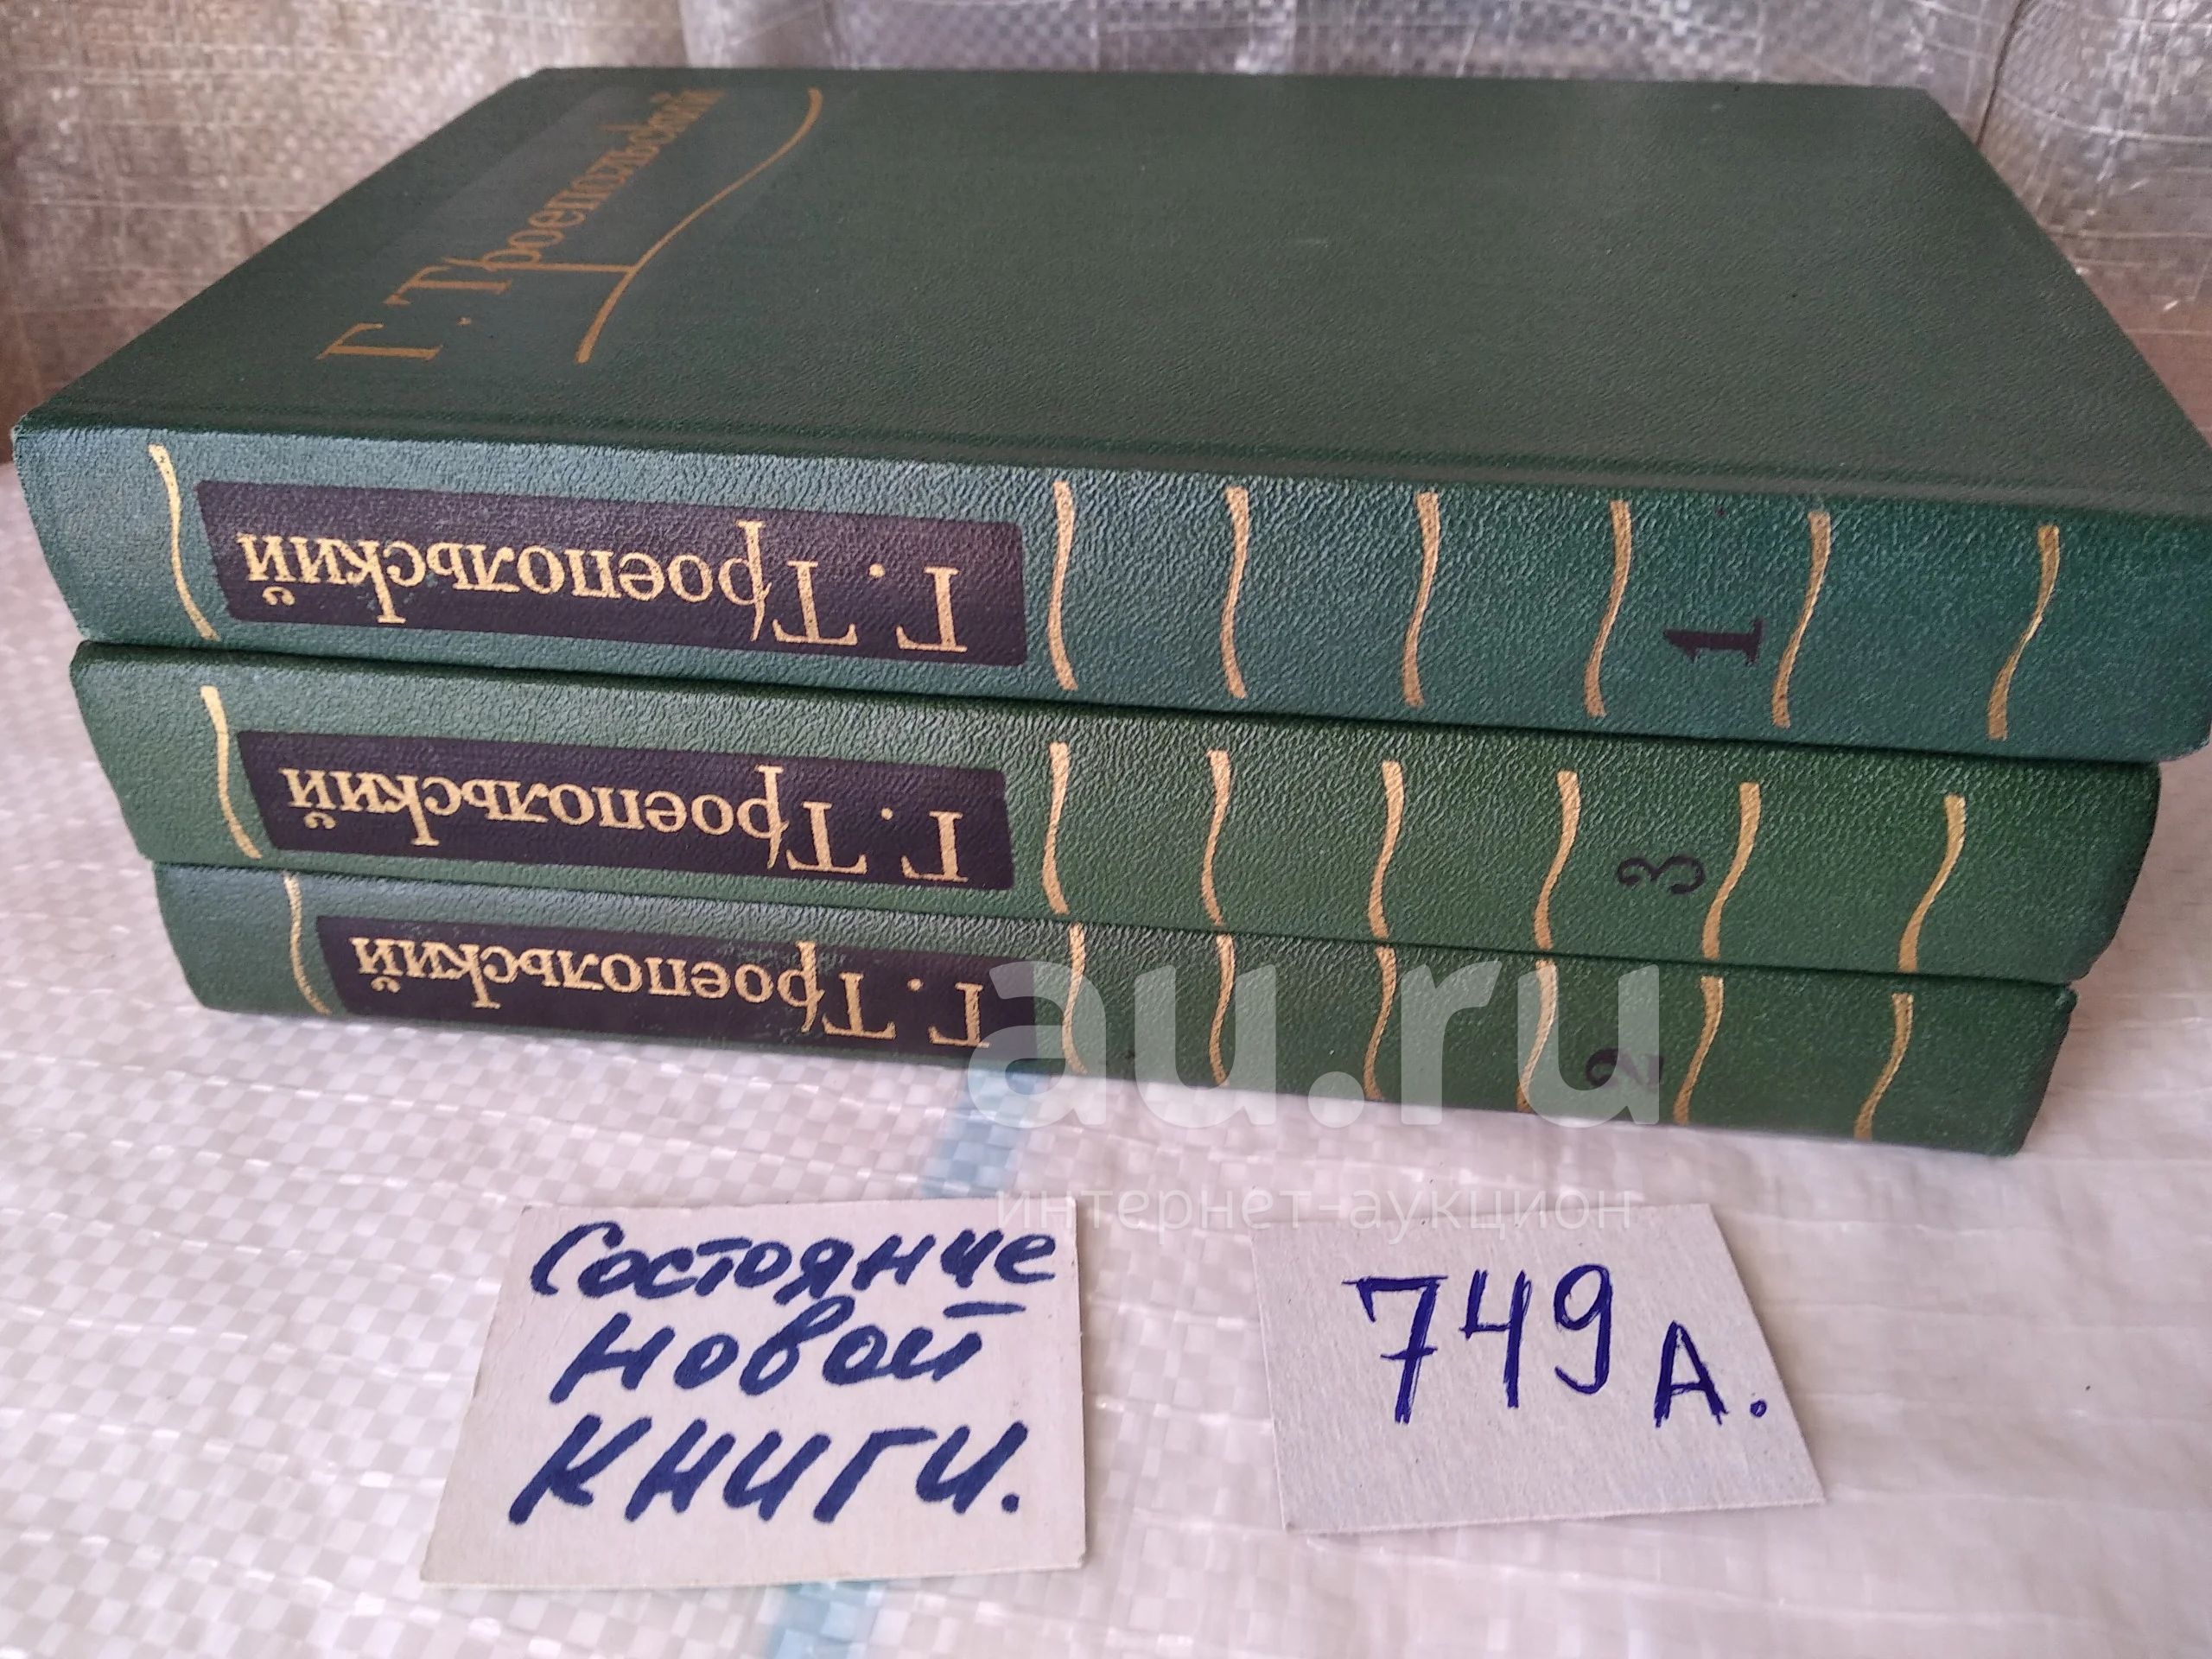 Г. Троепольский
Г. Троепольский
1
Г. Троепольский
3
Г. Троепольский
2
au.ru
интернет-аукцион
Состояние
новой
книги.
749 А.